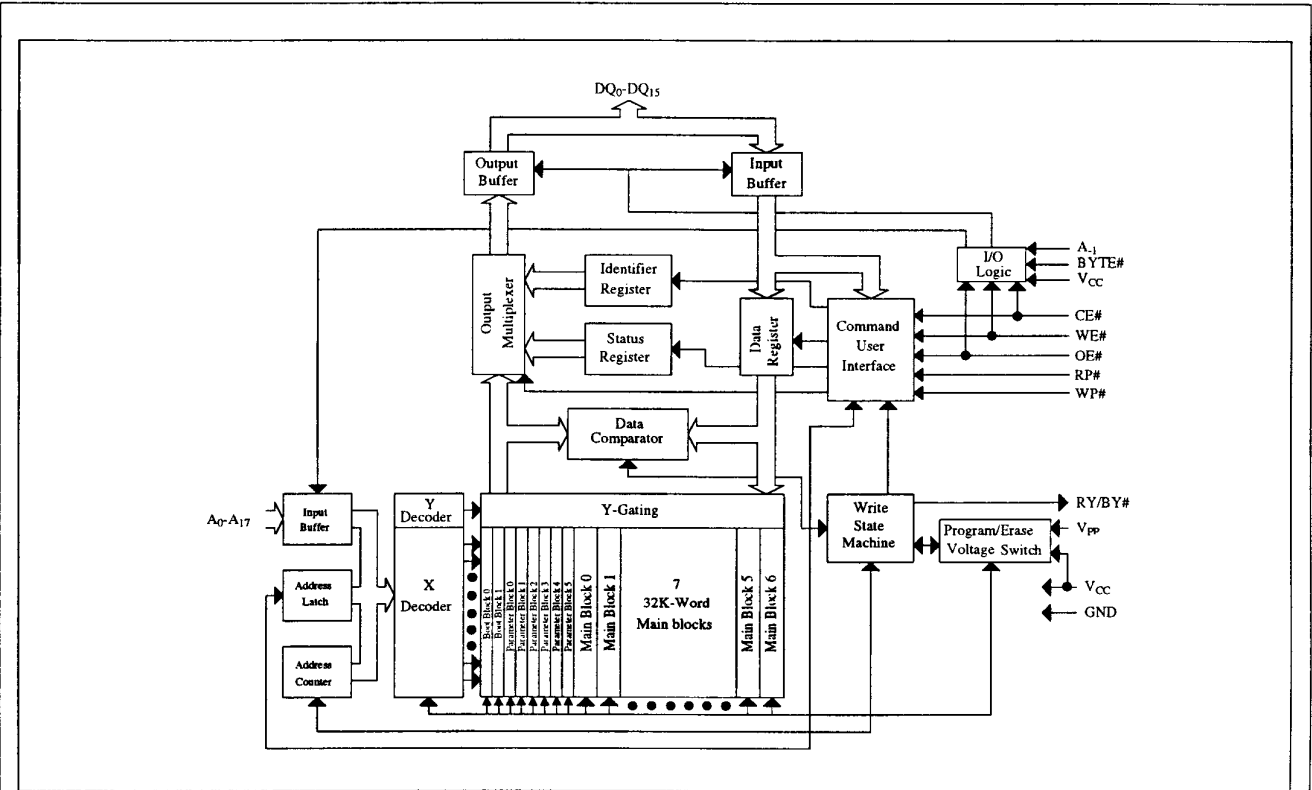 DQ0-DQ15
Output
Buffer
Input
Buffer
A-1
BYTE#
VCC
I/O
Logic
Output
Multiplexer
Identifier
Register
Status
Register
Data
Register
Command
User
Interface
CE#
WE#
OE#
RP#
WP#
Data
Comparator
A0-A17
Input
Buffer
Y
Decoder
Y-Gating
Write
State
Machine
RY/BY#
Program/Erase
Voltage Switch
VPP
VCC
GND
Address
Latch
X
Decoder
Address
Counter
Boot Block 0
Boot Block 1
Parameter Block 0
Parameter Block 1
Parameter Block 2
Parameter Block 3
Parameter Block 4
Parameter Block 5
Main Block 0
Main Block 1
7
32K-Word
Main blocks
Main Block 5
Main Block 6